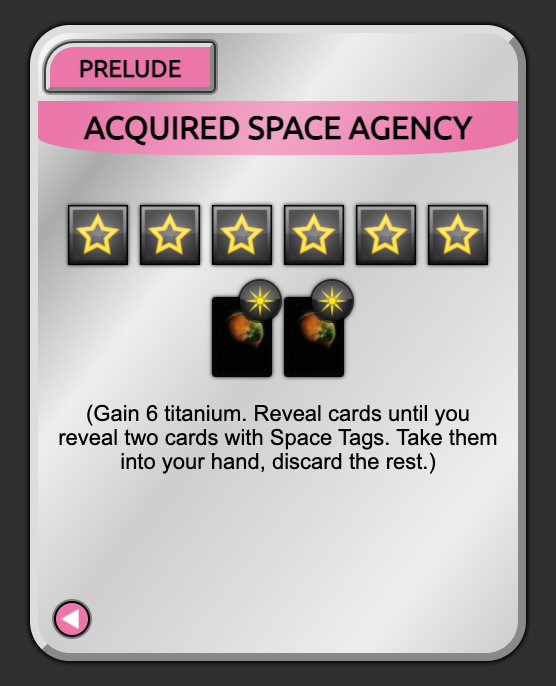 PRELUDE
ACQUIRED SPACE AGENCY
(Gain 6 titanium. Reveal cards until you
reveal two cards with Space Tags. Take them
into your hand, discard the rest.)